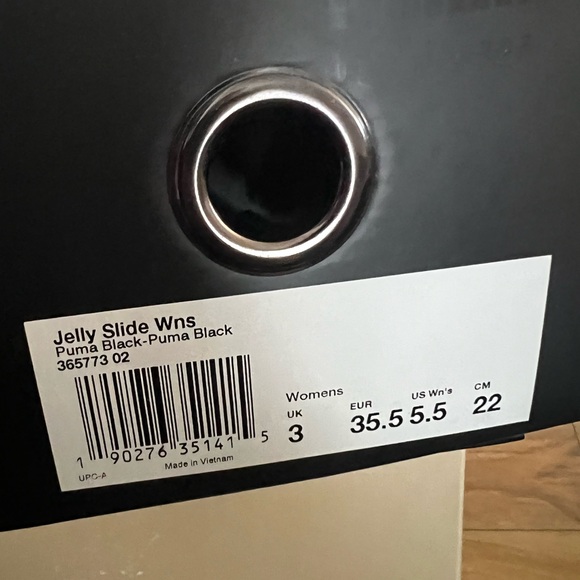 Jelly Slide Wns
Puma Black-Puma Black
365773 02
1 90276 35141 5
UPC-A
Made in Vietnam
Womens
UK EUR US Wn's CM
3 35.5 5.5 22